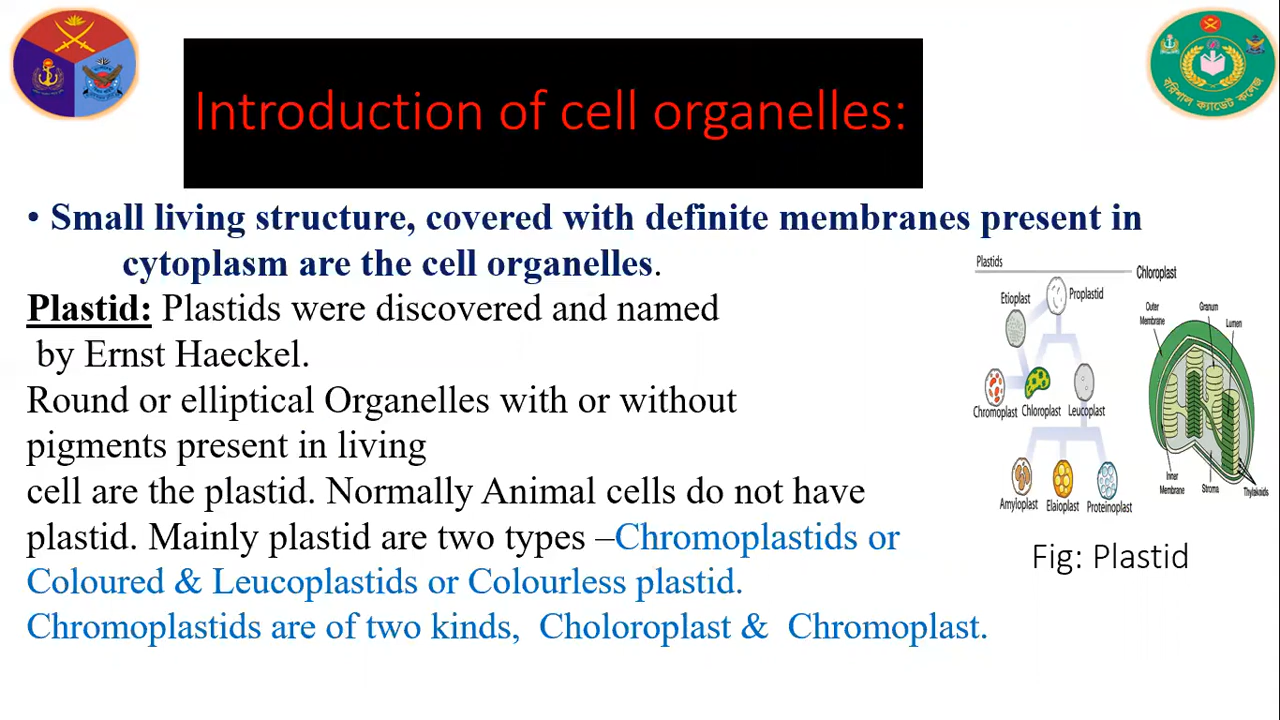 Introduction of cell organelles:
বরিশাল ক্যাডেট কলেজ
• Small living structure, covered with definite membranes present in
cytoplasm are the cell organelles.
Plastid: Plastids were discovered and named
by Ernst Haeckel.
Round or elliptical Organelles with or without
pigments present in living
cell are the plastid. Normally Animal cells do not have
plastid. Mainly plastid are two types –Chromoplastids or
Coloured & Leucoplastids or Colourless plastid.
Chromoplastids are of two kinds, Choloroplast & Chromoplast.
Plastids
Etioplast
Proplastid
Chromoplast
Chloroplast
Leucoplast
Amyloplast
Elaioplast
Proteinoplast
Chloroplast
Outer
Membrane
Granum
Lumen
Inner
Membrane
Stroma
Thylakoids
Fig: Plastid